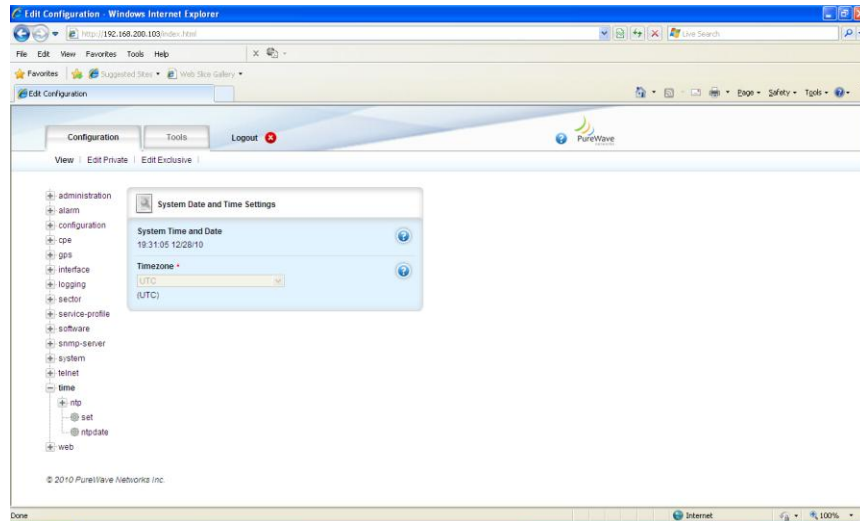 Edit Configuration - Windows Internet Explorer
http://192.168.200.103/index.html
Live Search
File Edit View Favorites Tools Help
Favorites Suggested Sites Web Slice Gallery
Edit Configuration
Page Safety Tools
Configuration Tools Logout
PureWave
View Edit Private Edit Exclusive
administration
alarm
configuration
cpe
gps
interface
logging
sector
service-profile
software
snmp-server
system
telnet
time
ntp
set
ntpdate
web
System Date and Time Settings
System Time and Date
19:31:05 12/28/10
Timezone *
UTC
(UTC)
© 2010 PureWave Networks Inc.
Done Internet 100%